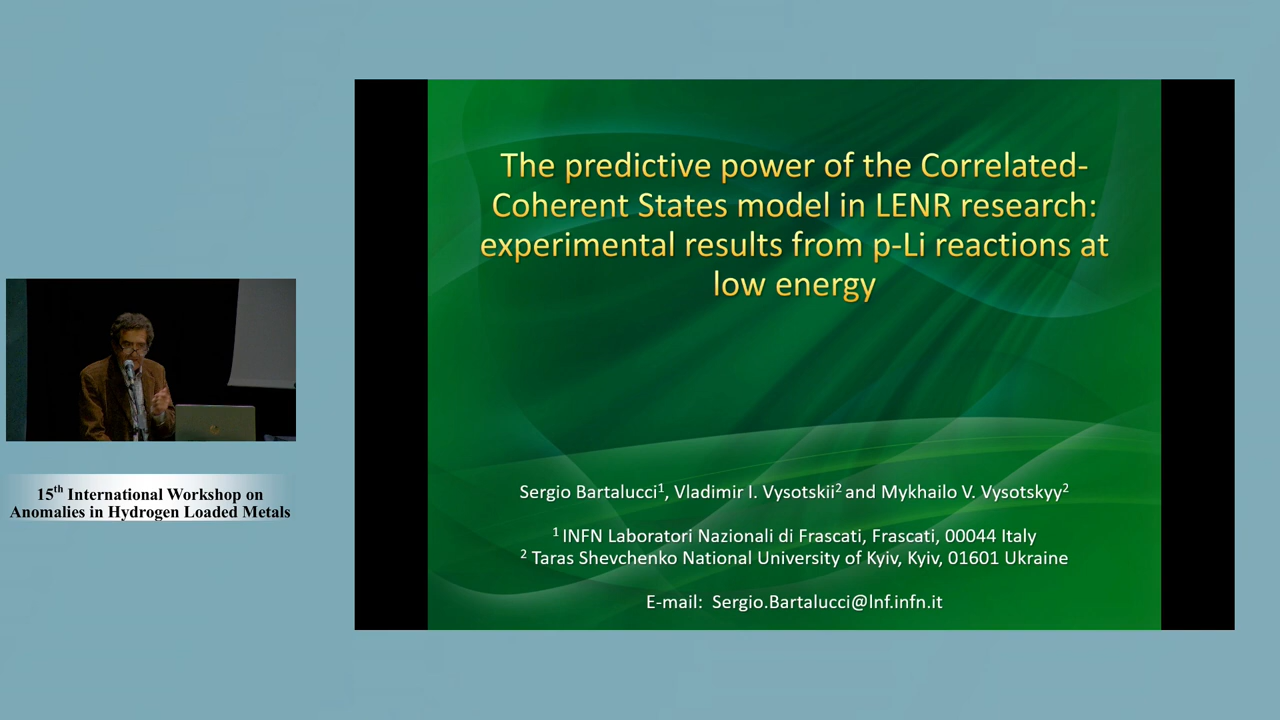 The predictive power of the Correlated-
Coherent States model in LENR research:
experimental results from p-Li reactions at
low energy
Sergio Bartalucci1, Vladimir I. Vysotskii2 and Mykhailo V. Vysotskyy2
1 INFN Laboratori Nazionali di Frascati, Frascati, 00044 Italy
2 Taras Shevchenko National University of Kyiv, Kyiv, 01601 Ukraine
E-mail: Sergio.Bartalucci@lnf.infn.it
15th International Workshop on
Anomalies in Hydrogen Loaded Metals